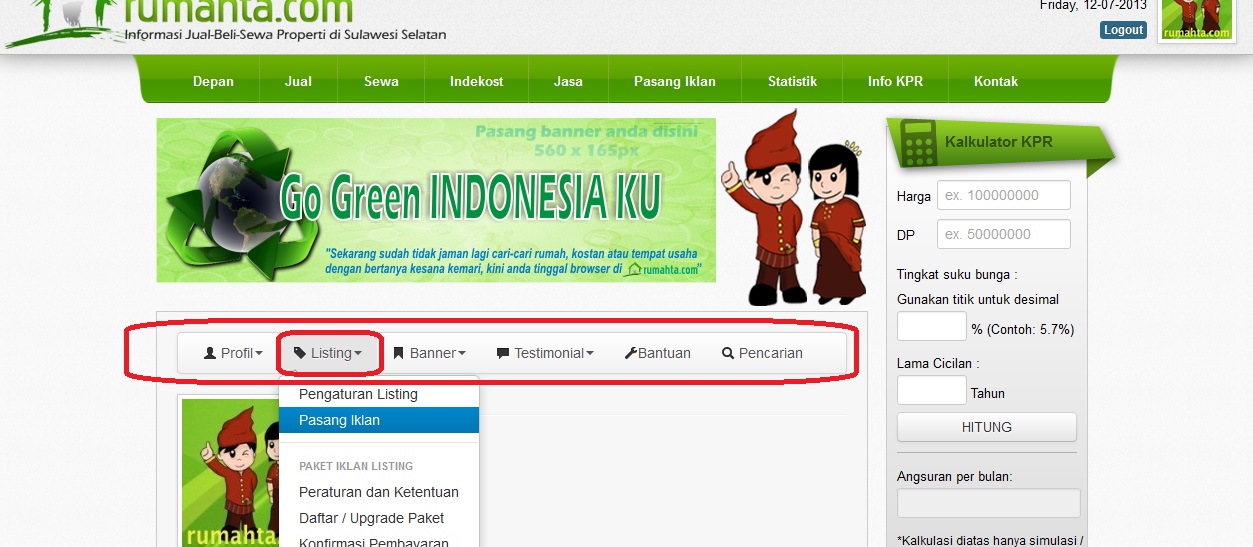 rumahta.com
Informasi Jual-Beli-Sewa Properti di Sulawesi Selatan
Friday, 12-07-2013
Logout
rumahta.com
Depan Jual Sewa Indekost Jasa Pasang Iklan Statistik Info KPR Kontak
Pasang banner anda disini
560 x 165px
Go Green INDONESIA KU
"Sekarang sudah tidak jaman lagi cari-cari rumah, kostan atau tempat usaha
dengan bertanya kesana kemari, kini anda tinggal browser di rumahta.com"
Profil Listing Banner Testimonial Bantuan Pencarian
Pengaturan Listing
Pasang Iklan
PAKET IKLAN LISTING
Peraturan dan Ketentuan
Daftar / Upgrade Paket
Konfirmasi Pembayaran
rumahta
Kalkulator KPR
Harga ex. 100000000
DP ex. 50000000
Tingkat suku bunga :
Gunakan titik untuk desimal
% (Contoh: 5.7%)
Lama Cicilan :
Tahun
HITUNG
Angsuran per bulan:
*Kalkulasi diatas hanya simulasi /